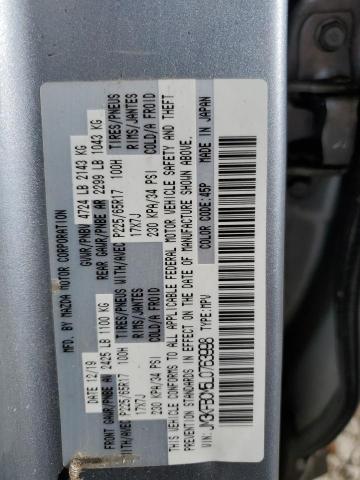 MFD. BY MAZDA MOTOR CORPORATION
DATE 12/19 GVWR/PNBV 4724 LB 2143 KG
FRONT GAWR/PNBE AV 2425 LB 1100 KG REAR GAWR/PNBE AR 2299 LB 1043 KG
WITH/AVEC P225/65R17 100H TIRES/PNEUS WITH/AVEC P225/65R17 100H TIRES/PNEUS
17X7J RIMS/JANTES 17X7J RIMS/JANTES
230 KPA/34 PSI COLD/A FROID 230 KPA/34 PSI COLD/A FROID
THIS VEHICLE CONFORMS TO ALL APPLICABLE FEDERAL MOTOR VEHICLE SAFETY AND THEFT
PREVENTION STANDARDS IN EFFECT ON THE DATE OF MANUFACTURE SHOWN ABOVE.
MADE IN JAPAN
TYPE: MPV COLOR CODE: 45P